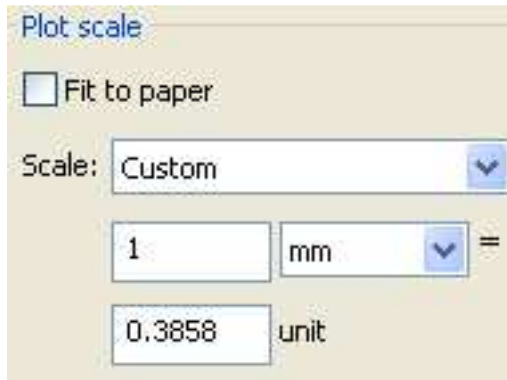 Plot scale
Fit to paper
Scale: Custom
1 mm =
0.3858 unit